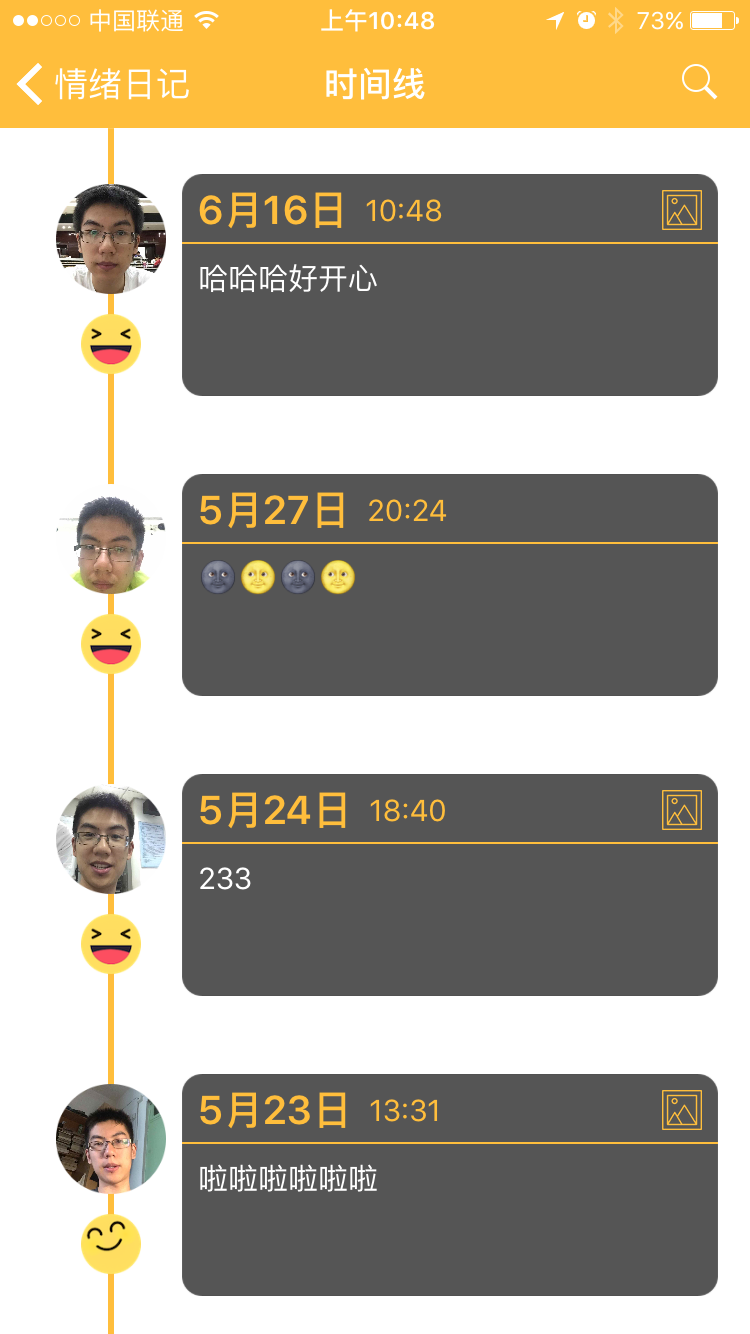 中国联通 上午10:48 73%
情绪日记 时间线
6月16日 10:48
哈哈哈好开心
5月27日 20:24
🌚🌝🌚🌝
5月24日 18:40
233
5月23日 13:31
啦啦啦啦啦啦